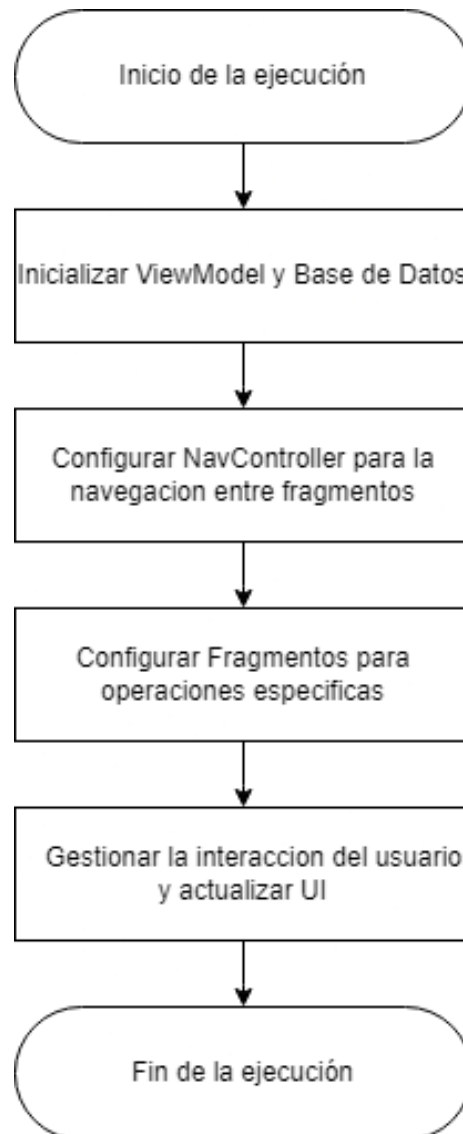 Inicio de la ejecución
Inicializar ViewModel y Base de Datos
Configurar NavController para la
navegacion entre fragmentos
Configurar Fragmentos para
operaciones especificas
Gestionar la interaccion del usuario
y actualizar UI
Fin de la ejecución